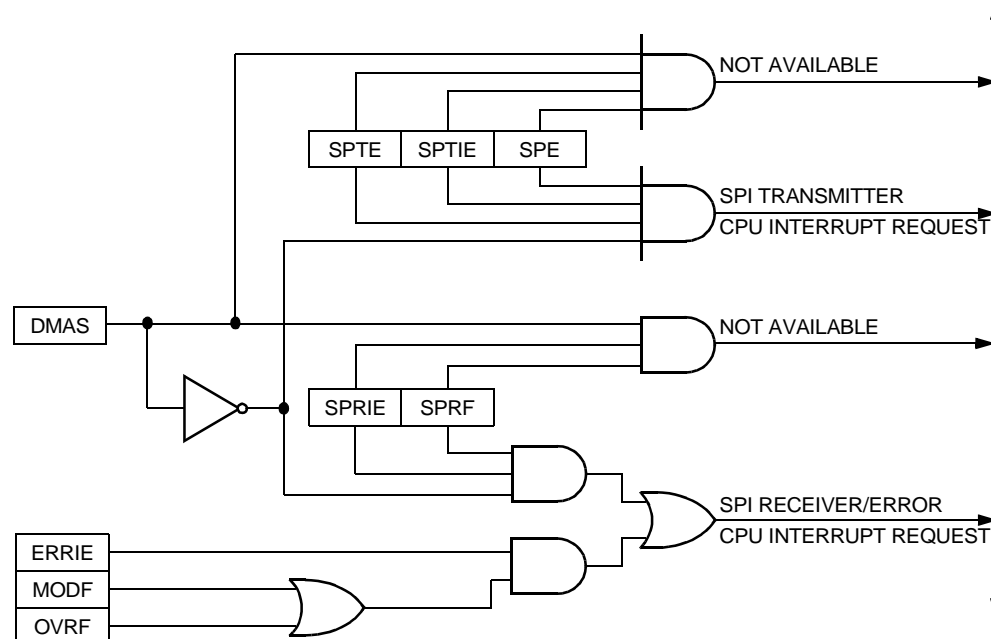 NOT AVAILABLE
SPTE SPTIE SPE
SPI TRANSMITTER
CPU INTERRUPT REQUEST
DMAS
NOT AVAILABLE
SPRIE SPRF
SPI RECEIVER/ERROR
CPU INTERRUPT REQUEST
ERRIE
MODF
OVRF